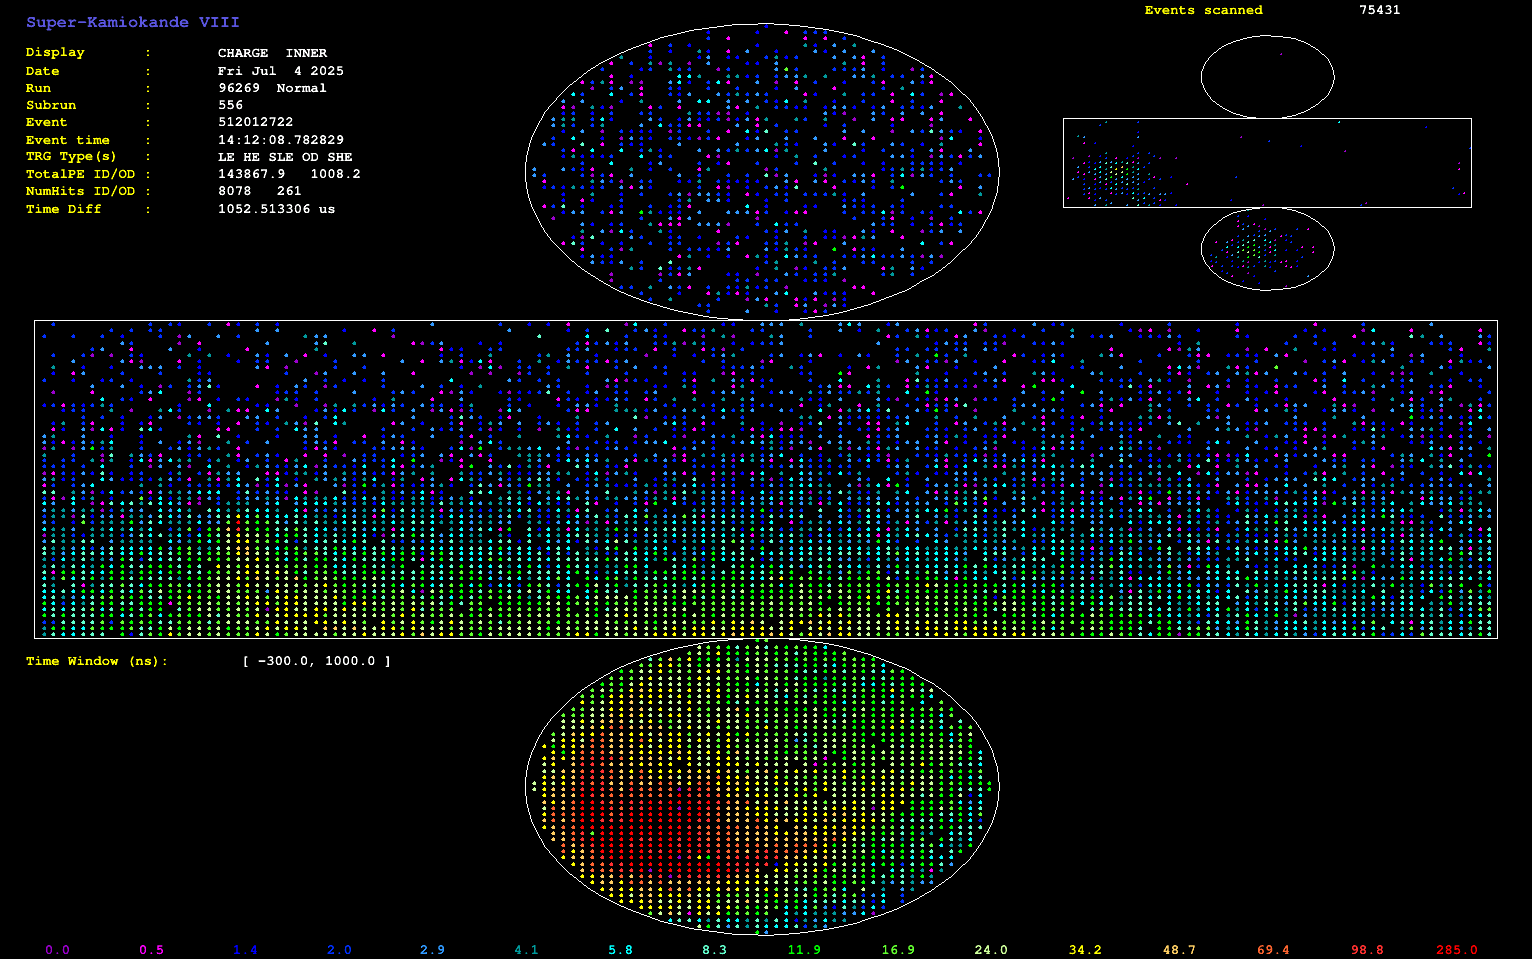 Super-Kamiokande VIII
Events scanned 75431
Display : CHARGE INNER
Date : Fri Jul 4 2025
Run : 96269 Normal
Subrun : 556
Event : 512012722
Event time : 14:12:08.782829
TRG Type(s) : LE HE SLE OD SHE
TotalPE ID/OD : 143867.9 1008.2
NumHits ID/OD : 8078 261
Time Diff : 1052.513306 us
Time Window (ns): [ -300.0, 1000.0 ]
0.0 0.5 1.4 2.0 2.9 4.1 5.8 8.3 11.9 16.9 24.0 34.2 48.7 69.4 98.8 285.0